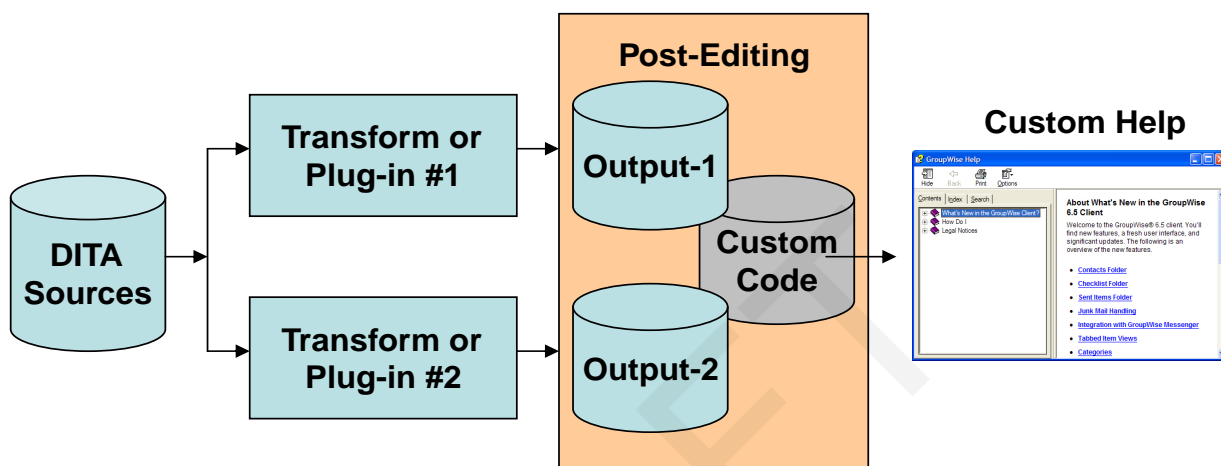 Post-Editing
Transform or
Plug-in #1
Output-1
DITA
Sources
Custom
Code
Transform or
Plug-in #2
Output-2
Custom Help
GroupWise Help
Hide Back Print Options
Contents Index Search
What's New in the GroupWise Client?
How Do I
Legal Notices
About What's New in the GroupWise
6.5 Client
Welcome to the GroupWise® 6.5 client. You'll
find new features, a fresh user interface, and
significant updates. The following is an
overview of the new features.
• Contacts Folder
• Checklist Folder
• Sent Items Folder
• Junk Mail Handling
• Integration with GroupWise Messenger
• Tabbed Item Views
• Categories